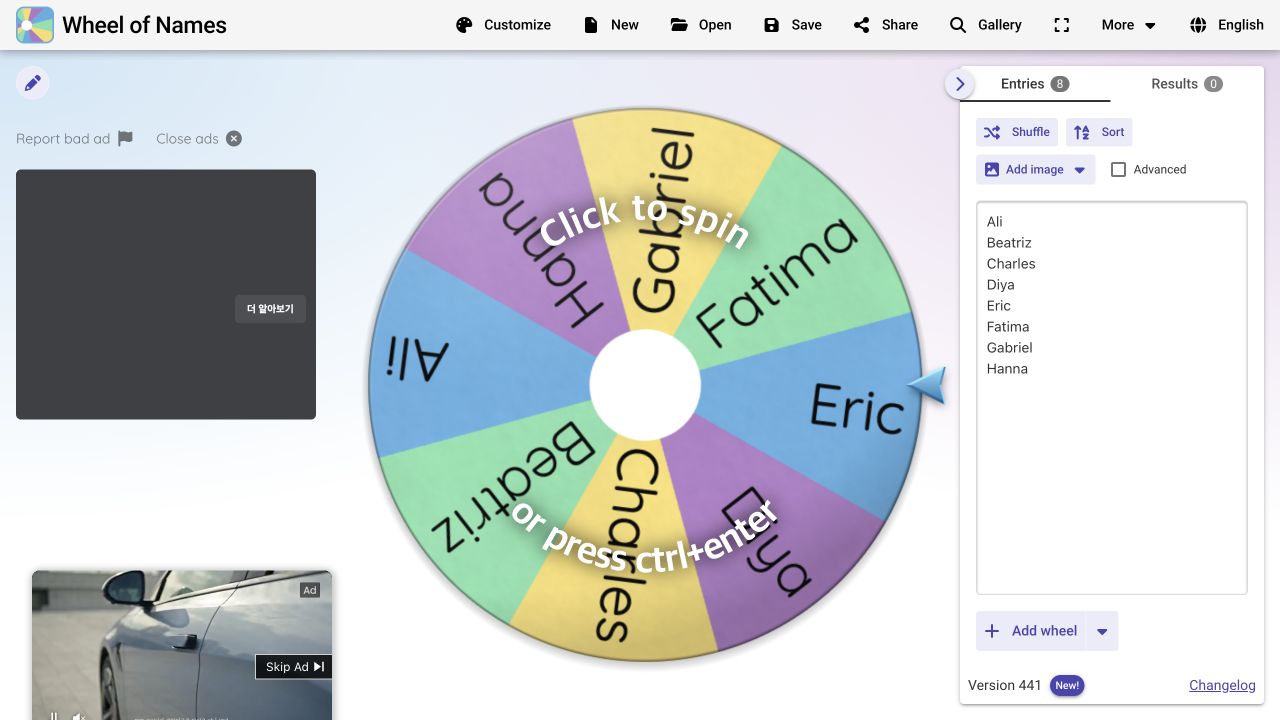 Wheel of Names
Customize
New
Open
Save
Share
Gallery
More
English
Report bad ad
Close ads
더 알아보기
Ad
Skip Ad
Click to spin
or press ctrl+enter
Gabriel
Fatima
Eric
Diya
Charles
Beatriz
Ali
Hanna
Entries 8
Results 0
Shuffle
Sort
Add image
Advanced
Ali
Beatriz
Charles
Diya
Eric
Fatima
Gabriel
Hanna
Add wheel
Version 441 New!
Changelog